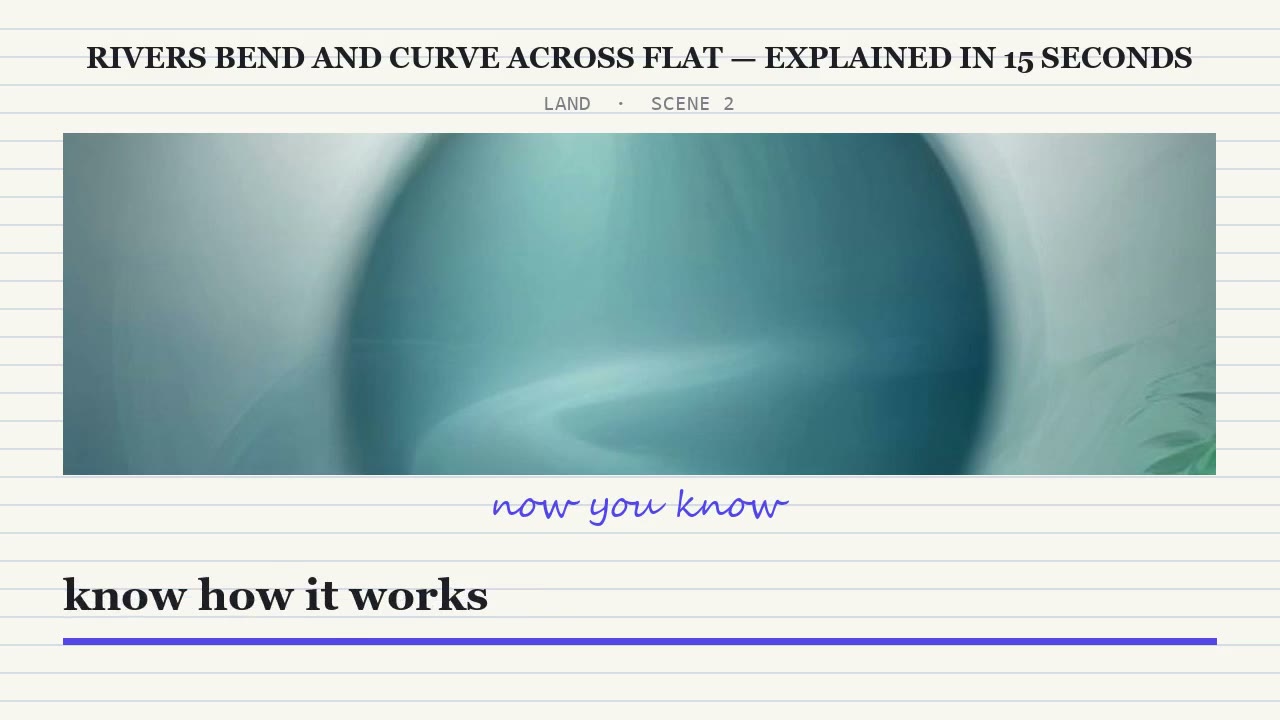 RIVERS BEND AND CURVE ACROSS FLAT — EXPLAINED IN 15 SECONDS
LAND · SCENE 2
now you know
know how it works